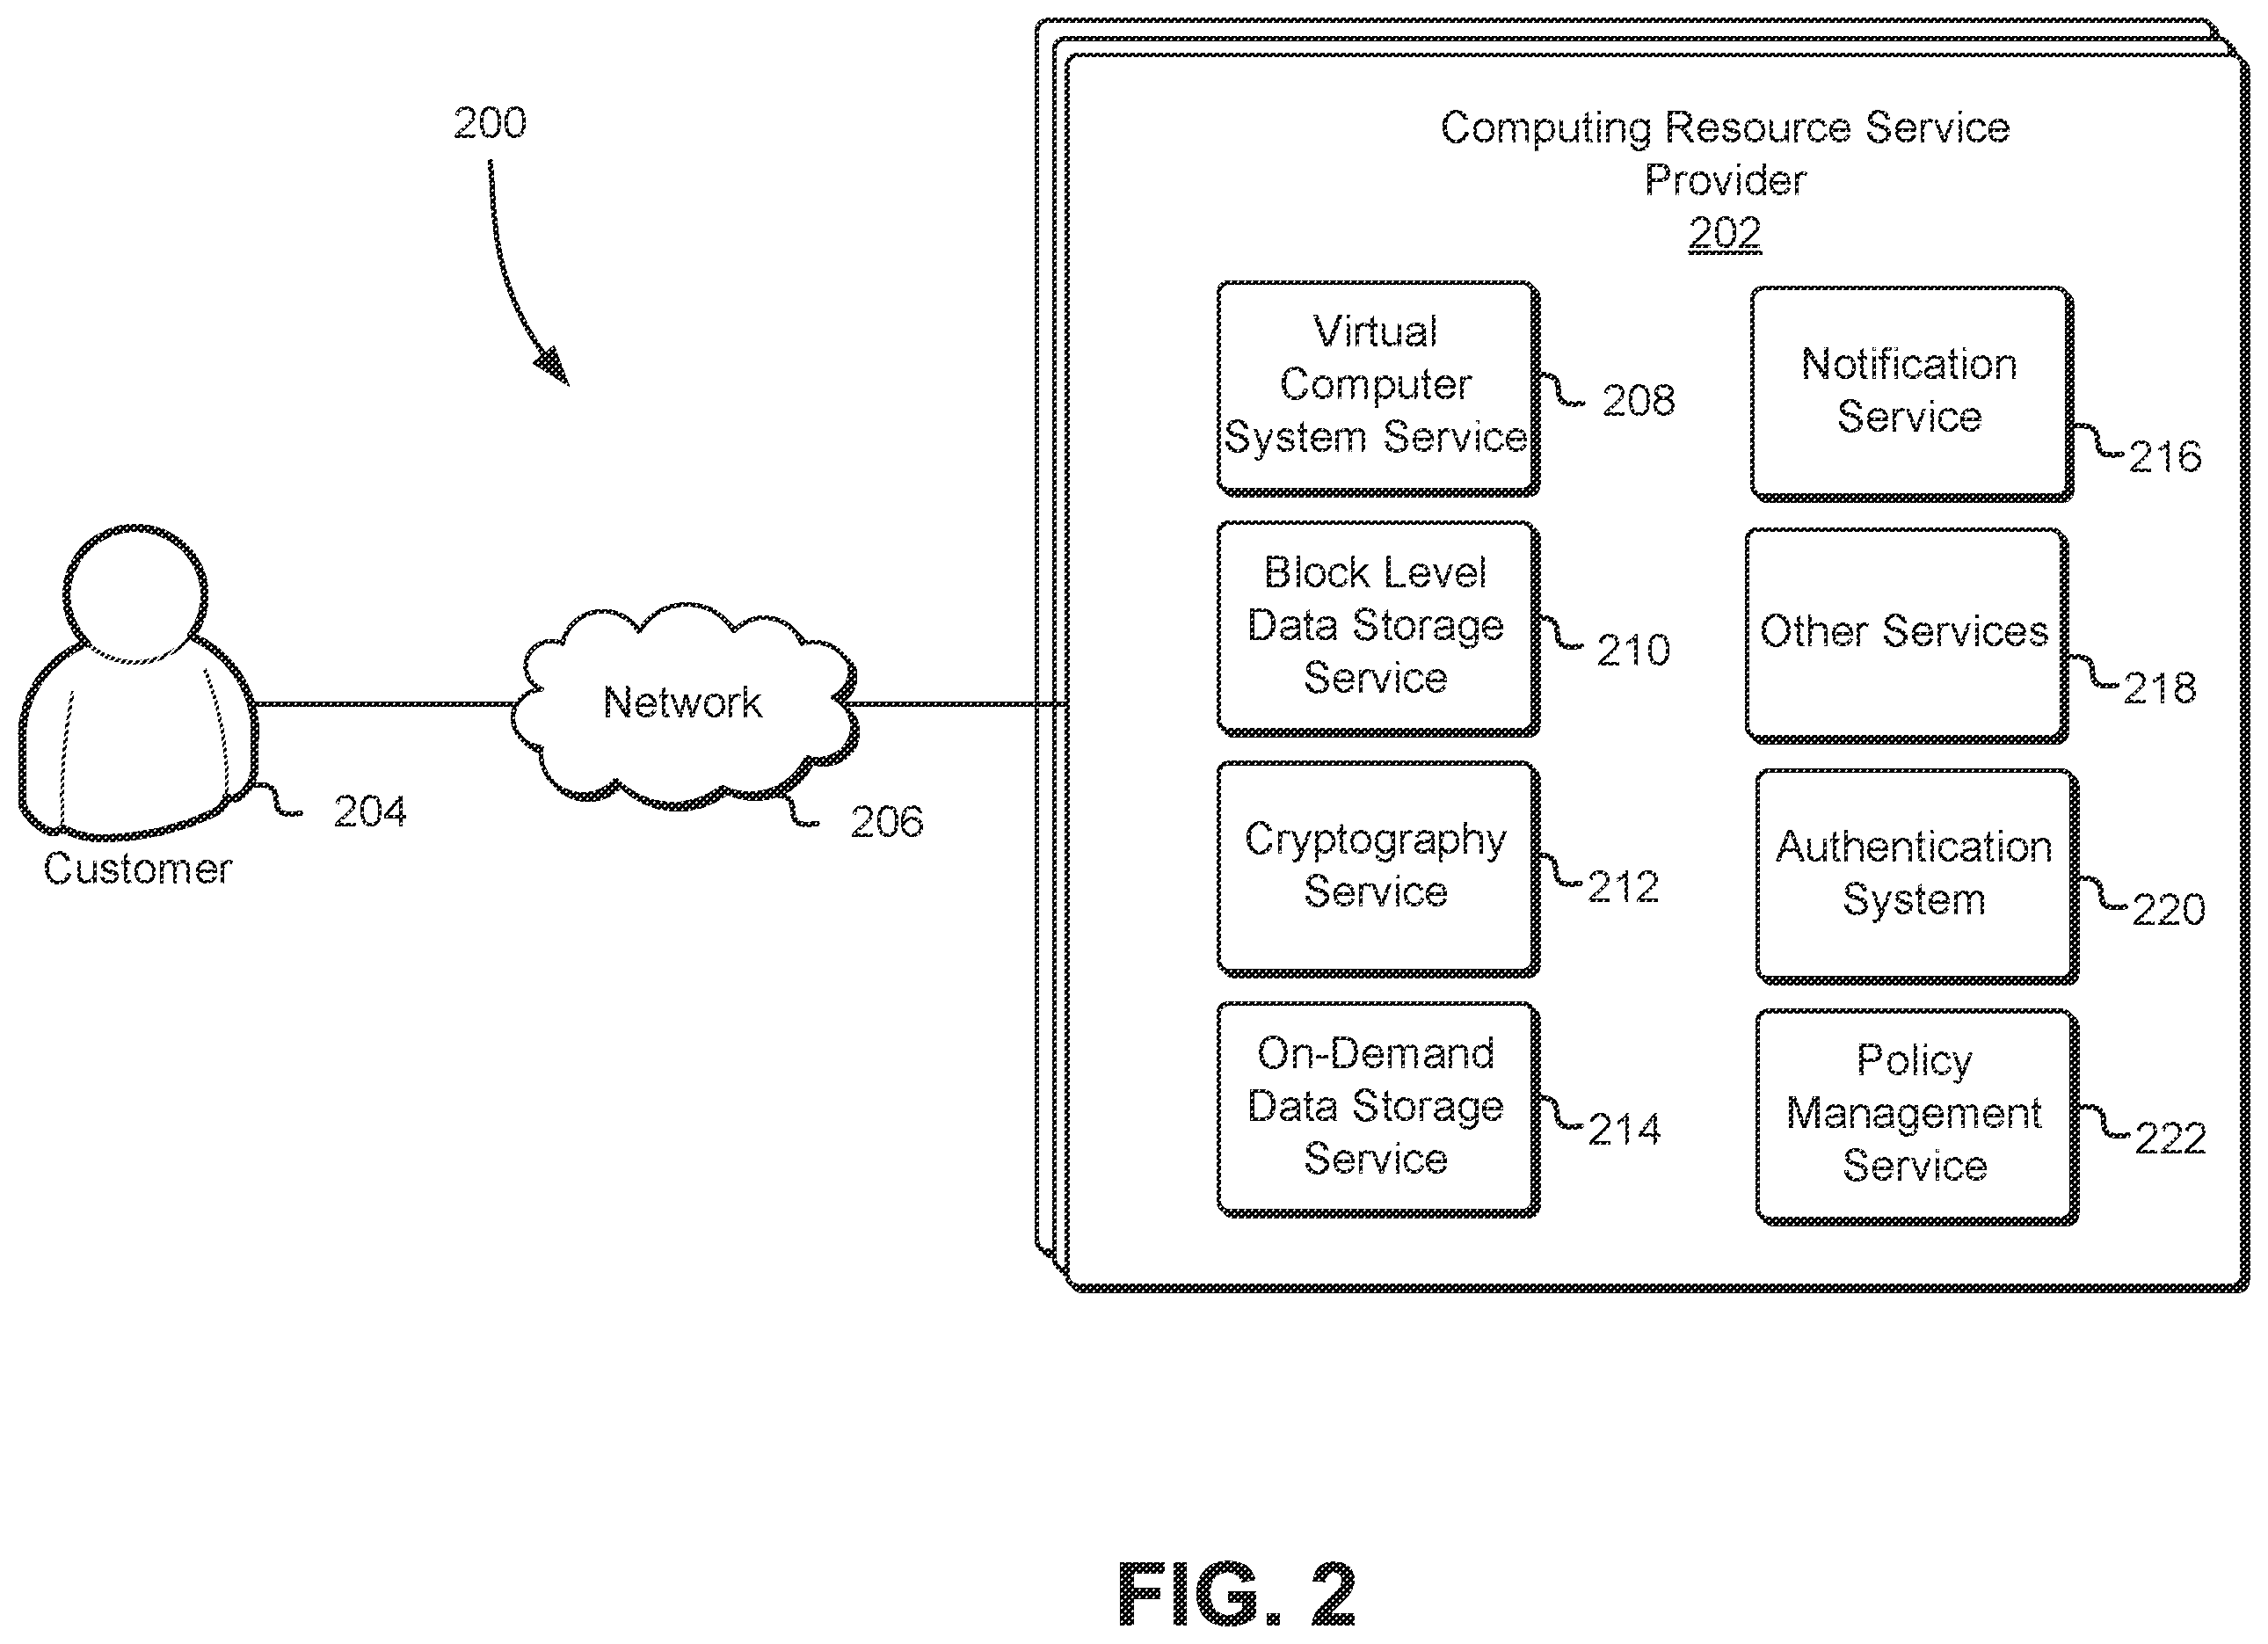 200
Computing Resource Service
Provider
202
Virtual
Computer
System Service
208
Notification
Service
216
Block Level
Data Storage
Service
210
Other Services
218
Network
206
204
Customer
Cryptography
Service
212
Authentication
System
220
On-Demand
Data Storage
Service
214
Policy
Management
Service
222
FIG. 2